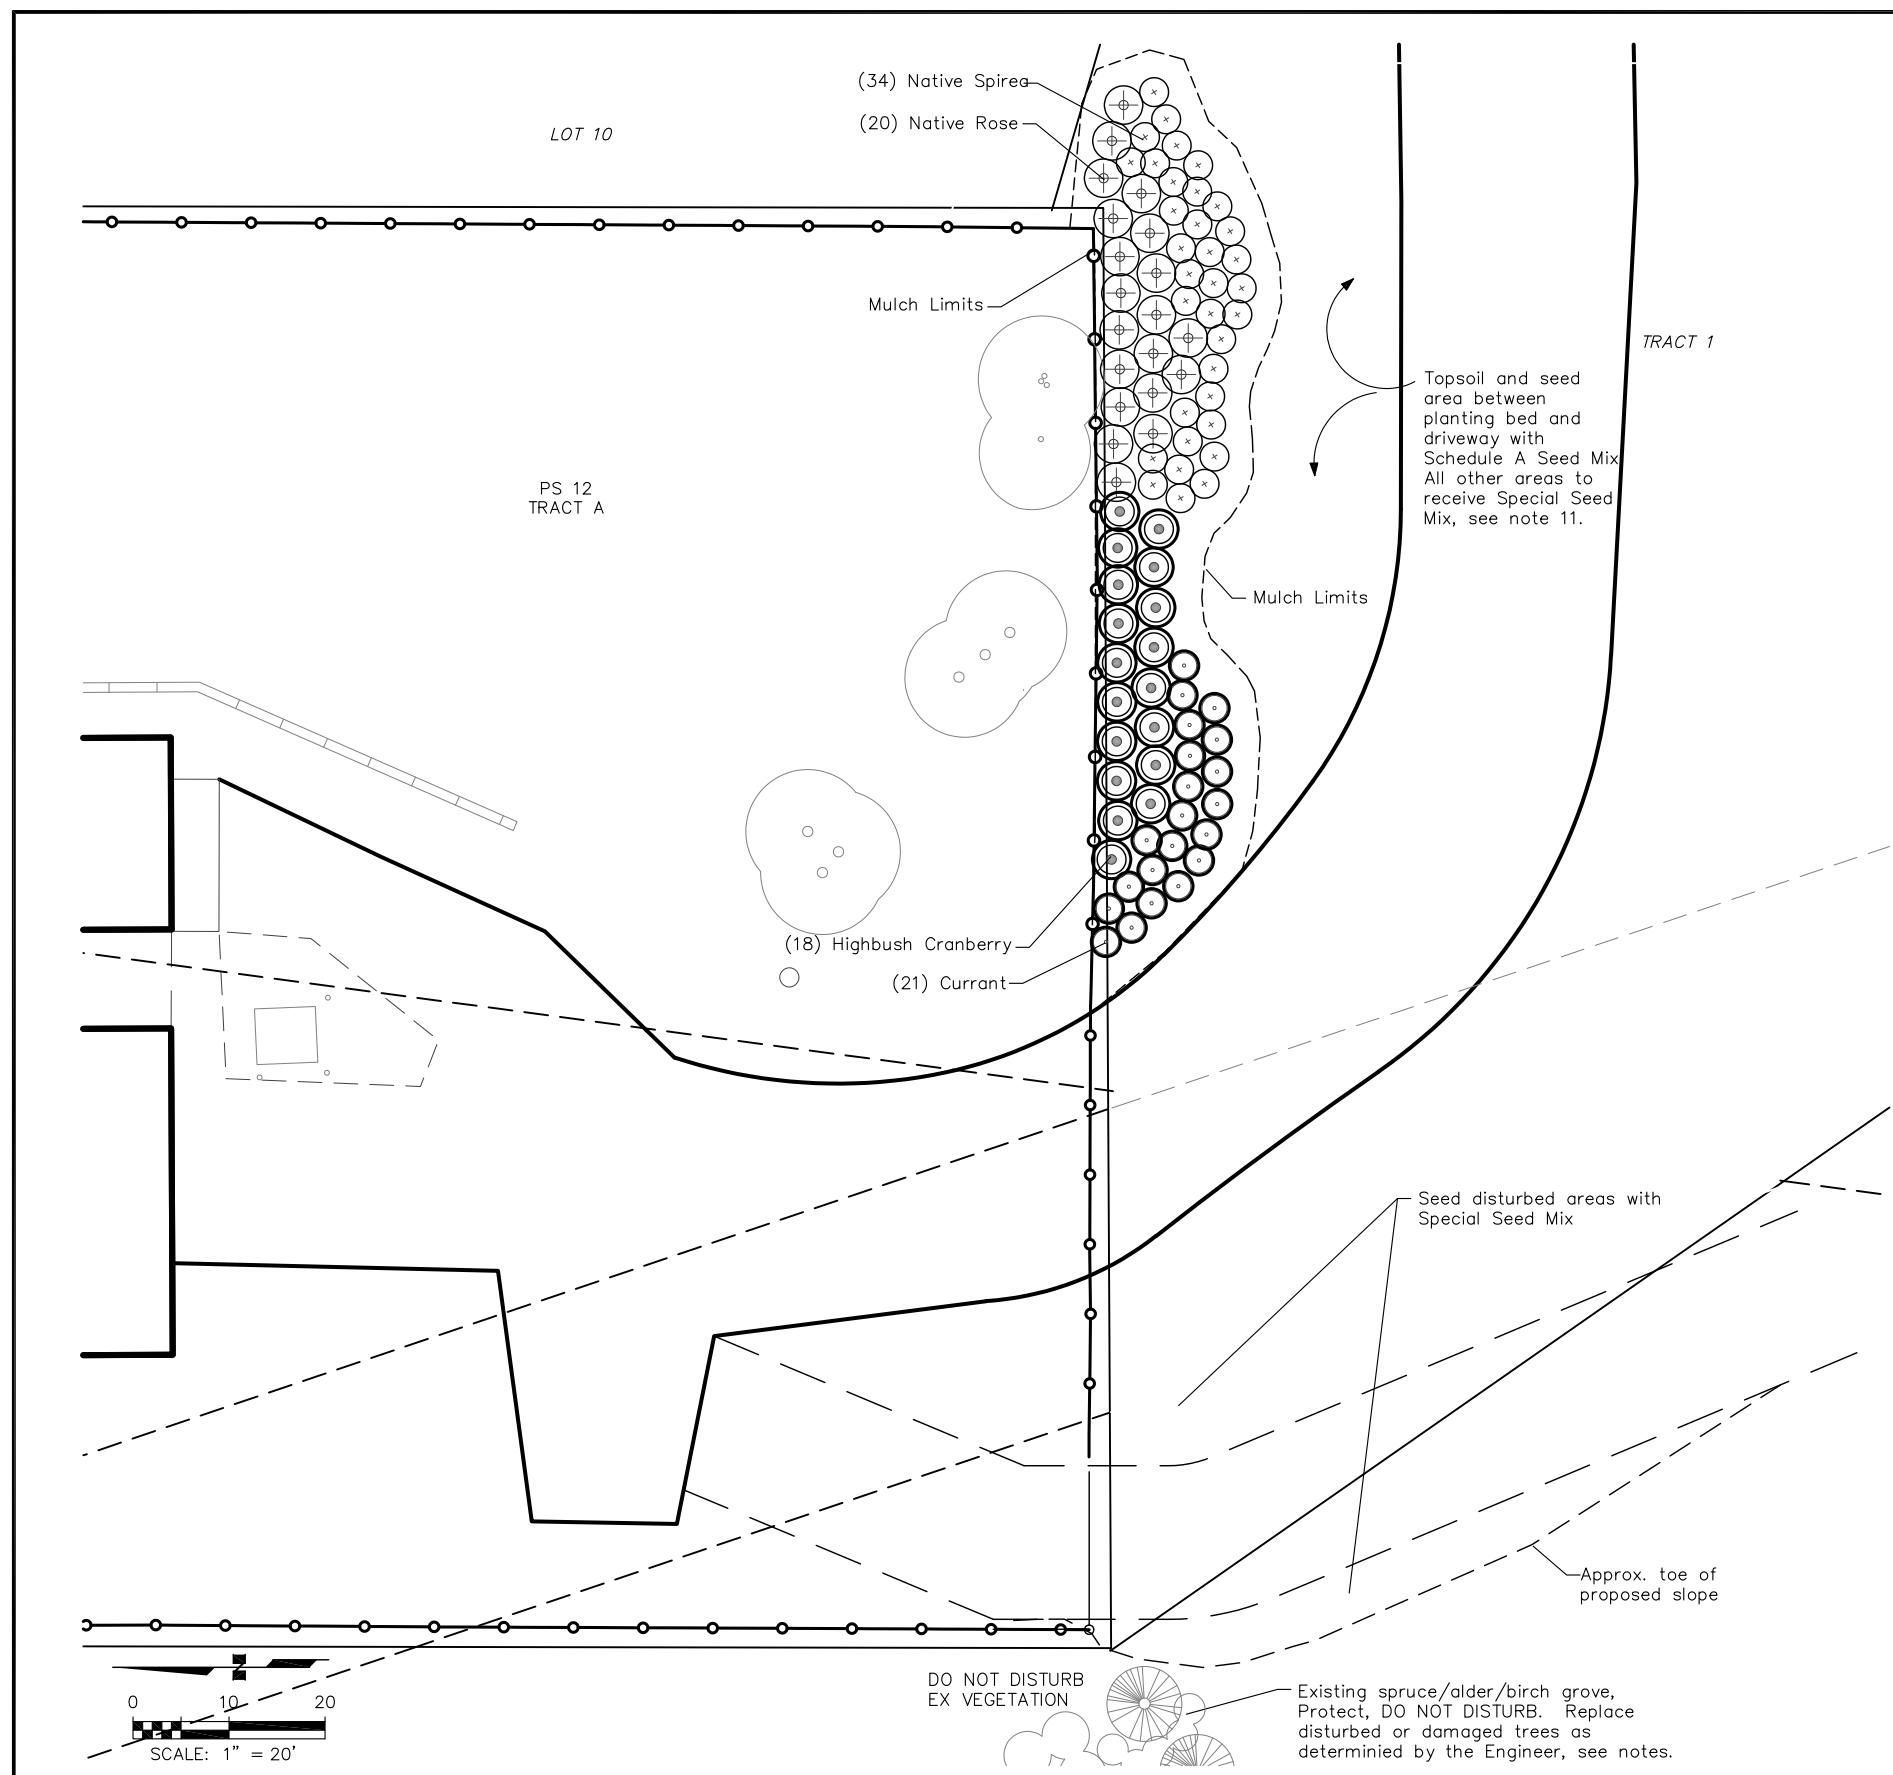 (34) Native Spirea
(20) Native Rose
LOT 10
Mulch Limits
TRACT 1
Topsoil and seed
area between
planting bed and
driveway with
Schedule A Seed Mix
All other areas to
receive Special Seed
Mix, see note 11.
PS 12
TRACT A
Mulch Limits
(18) Highbush Cranberry
(21) Currant
Seed disturbed areas with
Special Seed Mix
Approx. toe of
proposed slope
N
0 10 20
SCALE: 1" = 20'
DO NOT DISTURB
EX VEGETATION
Existing spruce/alder/birch grove,
Protect, DO NOT DISTURB. Replace
disturbed or damaged trees as
determinied by the Engineer, see notes.